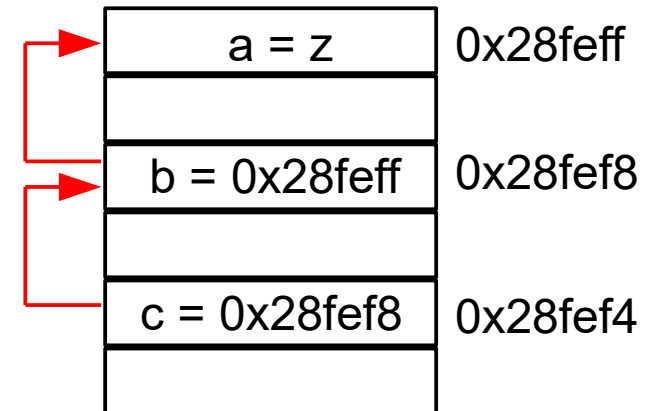 a = z 0x28feff
b = 0x28feff 0x28fef8
c = 0x28fef8 0x28fef4